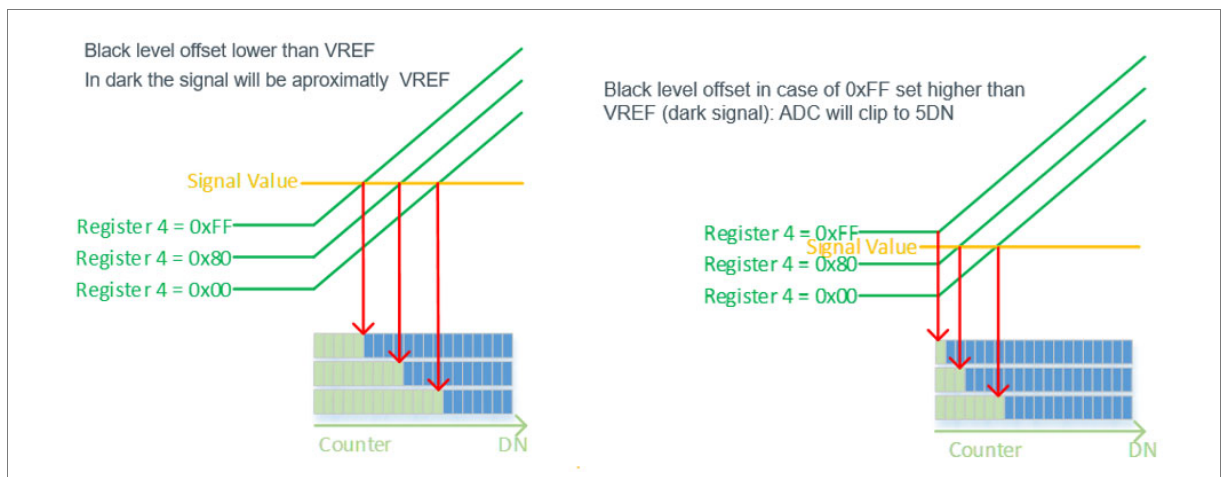 Black level offset lower than VREF
In dark the signal will be aproximatly VREF
Signal Value
Register 4 = 0xFF
Register 4 = 0x80
Register 4 = 0x00
Counter
DN
Black level offset in case of 0xFF set higher than
VREF (dark signal): ADC will clip to 5DN
Register 4 = 0xFF
Signal Value
Register 4 = 0x80
Register 4 = 0x00
Counter
DN